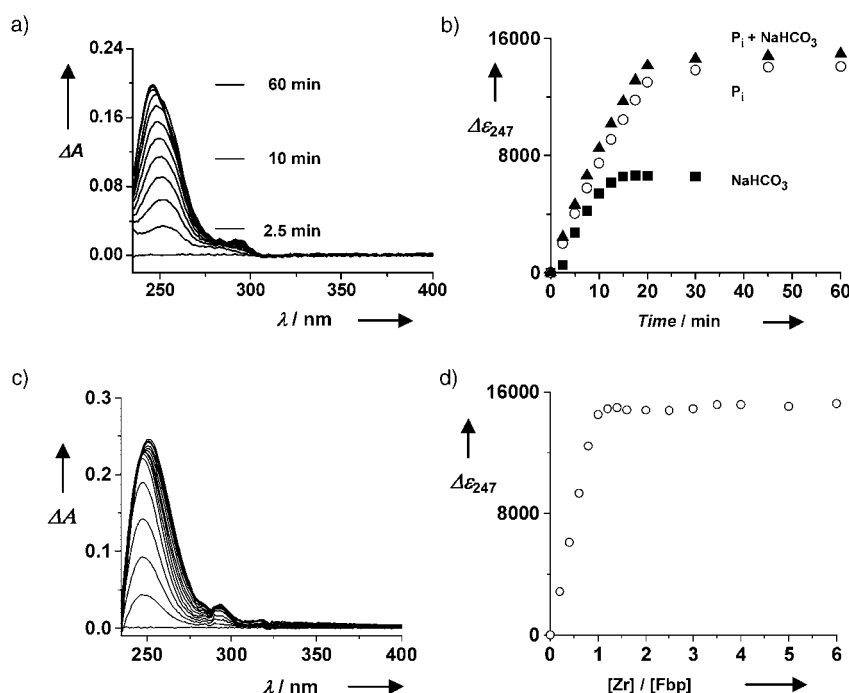 a)
0.24
0.16
0.08
0.00
ΔA
60 min
10 min
2.5 min
250
300
350
400
λ / nm
b)
16000
8000
0
Δε247
Pi + NaHCO3
Pi
NaHCO3
0
10
20
30
40
50
60
Time / min
c)
0.3
0.2
0.1
0.0
ΔA
250
300
350
400
λ / nm
d)
16000
8000
0
Δε247
0
1
2
3
4
5
6
[Zr] / [Fbp]